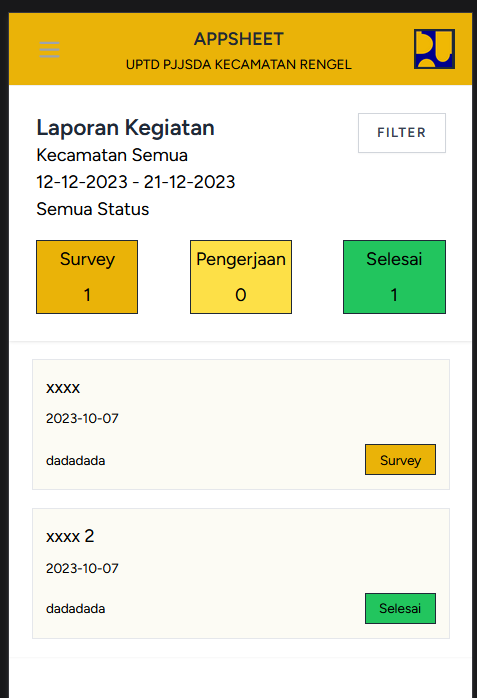 APPSHEET
UPTD PJJSDA KECAMATAN RENGEL
Laporan Kegiatan
FILTER
Kecamatan Semua
12-12-2023 - 21-12-2023
Semua Status
Survey
1
Pengerjaan
0
Selesai
1
xxxx
2023-10-07
dadadada
Survey
xxxx 2
2023-10-07
dadadada
Selesai